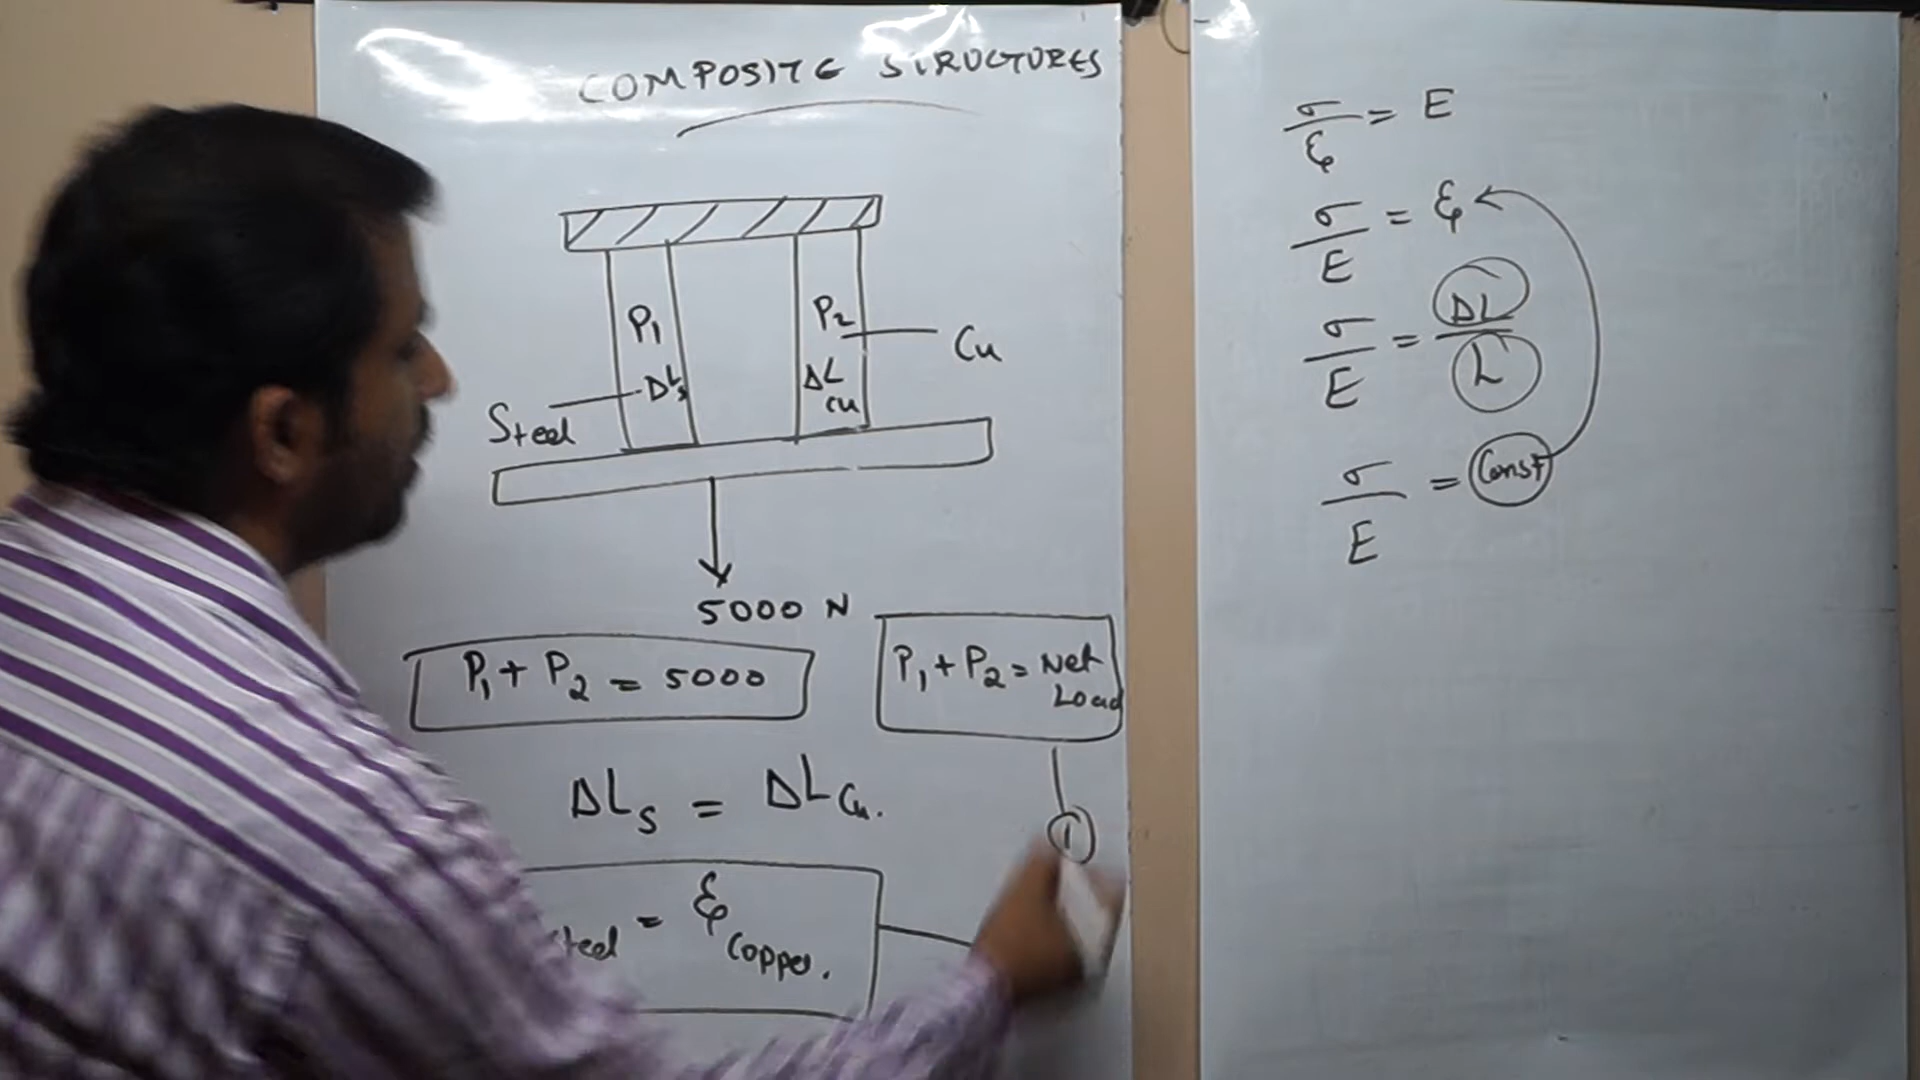 COMPOSITE STRUCTURES
P1
P2
Cu
ΔLs
ΔL
cu
Steel
5000 N
P1 + P2 = 5000
P1 + P2 = Net
Load
ΔLs = ΔLCu.
1
= ξ
Copper.
σ/ξ = E
σ/E = ξ
σ/E = ΔL/L
σ/E = Const